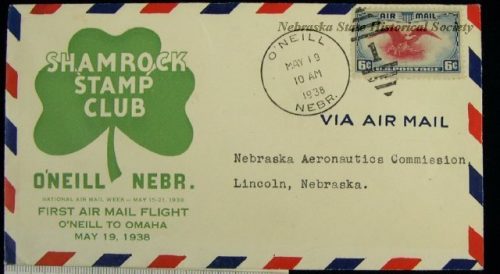 Nebraska State Historical Society
SHAMROCK
STAMP
CLUB
O'NEILL NEBR.
NATIONAL AIR MAIL WEEK — MAY 15-21, 1938
FIRST AIR MAIL FLIGHT
O'NEILL TO OMAHA
MAY 19, 1938
O'NEILL
MAY 19
10 AM
1938
NEBR.
AIR MAIL
6c U.S. POSTAGE 6c
VIA AIR MAIL
Nebraska Aeronautics Commission
Lincoln, Nebraska.